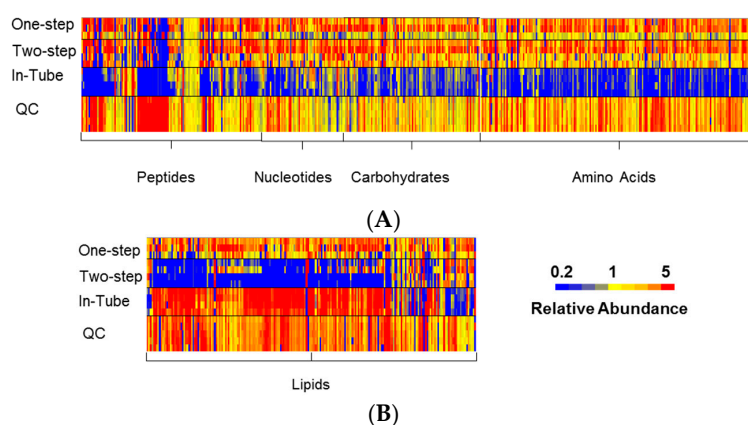 One-step
Two-step
In-Tube
QC
Peptides Nucleotides Carbohydrates Amino Acids
(A)
One-step
Two-step
In-Tube
QC
0.2 1 5
Relative Abundance
Lipids
(B)